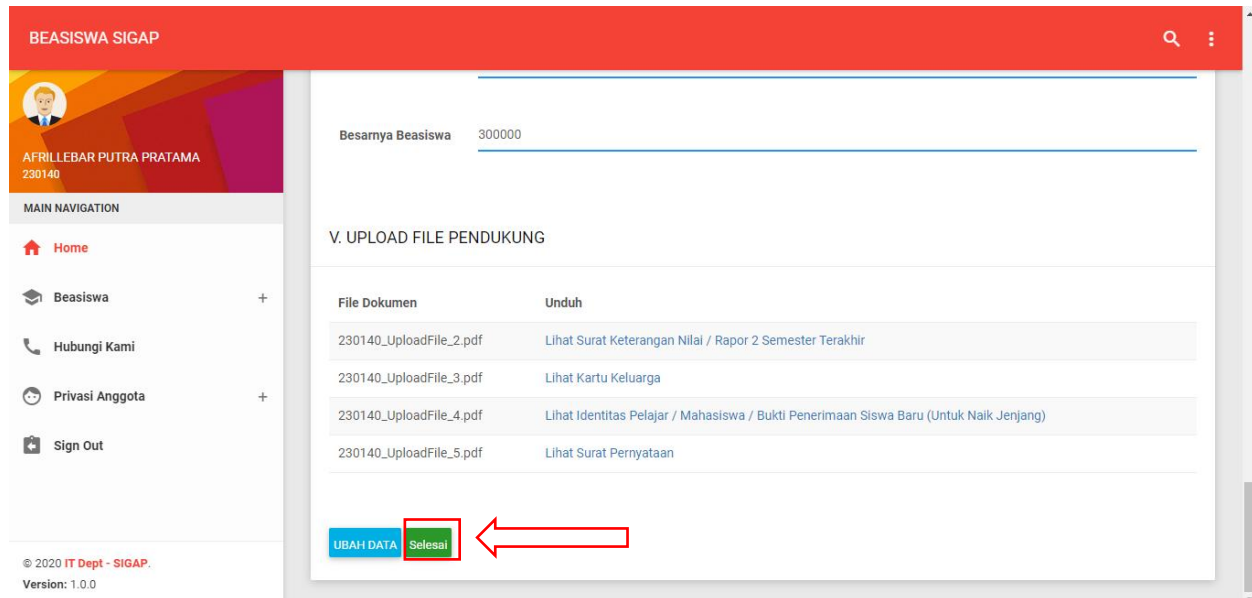 BEASISWA SIGAP
AFRILLEBAR PUTRA PRATAMA
230140
MAIN NAVIGATION
Home
Beasiswa +
Hubungi Kami
Privasi Anggota +
Sign Out
© 2020 IT Dept - SIGAP.
Version: 1.0.0
Besarnya Beasiswa 300000
V. UPLOAD FILE PENDUKUNG
File Dokumen Unduh
230140_UploadFile_2.pdf Lihat Surat Keterangan Nilai / Rapor 2 Semester Terakhir
230140_UploadFile_3.pdf Lihat Kartu Keluarga
230140_UploadFile_4.pdf Lihat Identitas Pelajar / Mahasiswa / Bukti Penerimaan Siswa Baru (Untuk Naik Jenjang)
230140_UploadFile_5.pdf Lihat Surat Pernyataan
UBAH DATA Selesai